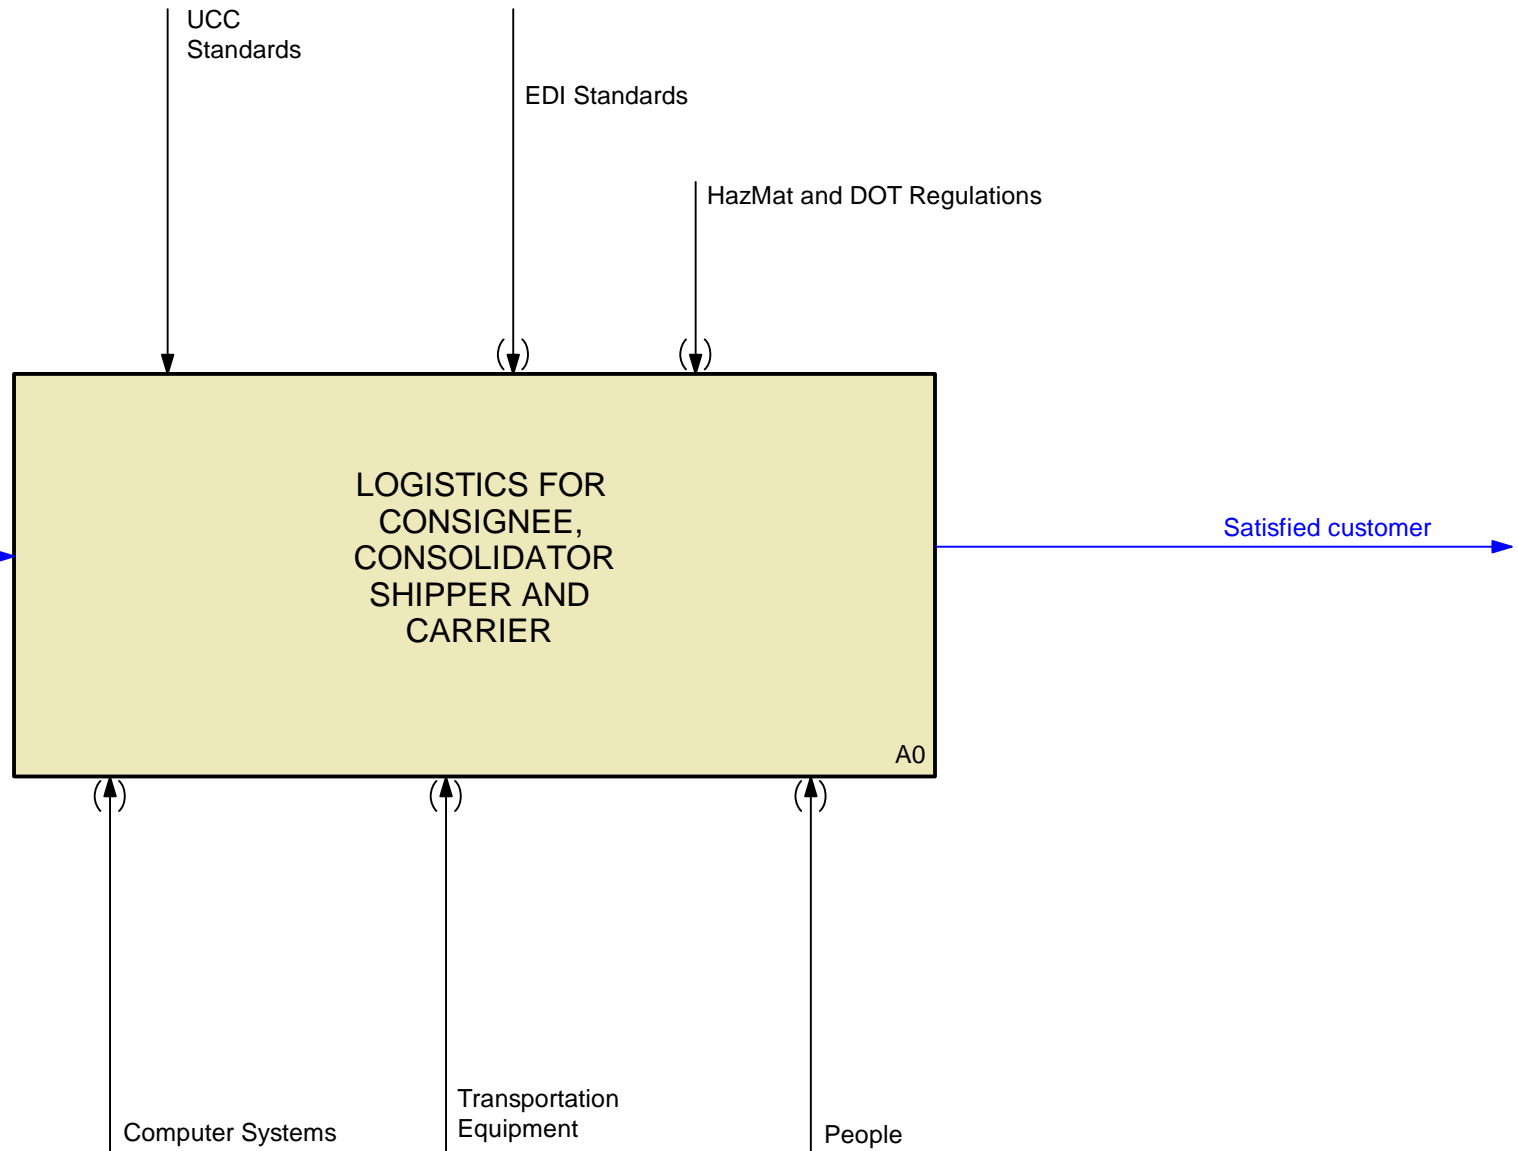 UCC
Standards
EDI Standards
HazMat and DOT Regulations
LOGISTICS FOR
CONSIGNEE,
CONSOLIDATOR
SHIPPER AND
CARRIER
Satisfied customer
A0
Computer Systems
Transportation
Equipment
People